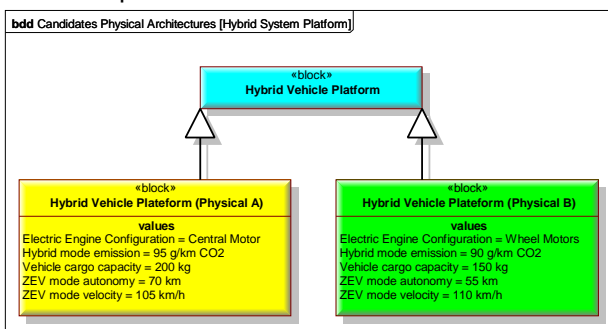 bdd Candidates Physical Architectures [Hybrid System Platform]
«block»
Hybrid Vehicle Platform
«block»
Hybrid Vehicle Plateform (Physical A)
values
Electric Engine Configuration = Central Motor
Hybrid mode emission = 95 g/km CO2
Vehicle cargo capacity = 200 kg
ZEV mode autonomy = 70 km
ZEV mode velocity = 105 km/h
«block»
Hybrid Vehicle Plateform (Physical B)
values
Electric Engine Configuration = Wheel Motors
Hybrid mode emission = 90 g/km CO2
Vehicle cargo capacity = 150 kg
ZEV mode autonomy = 55 km
ZEV mode velocity = 110 km/h